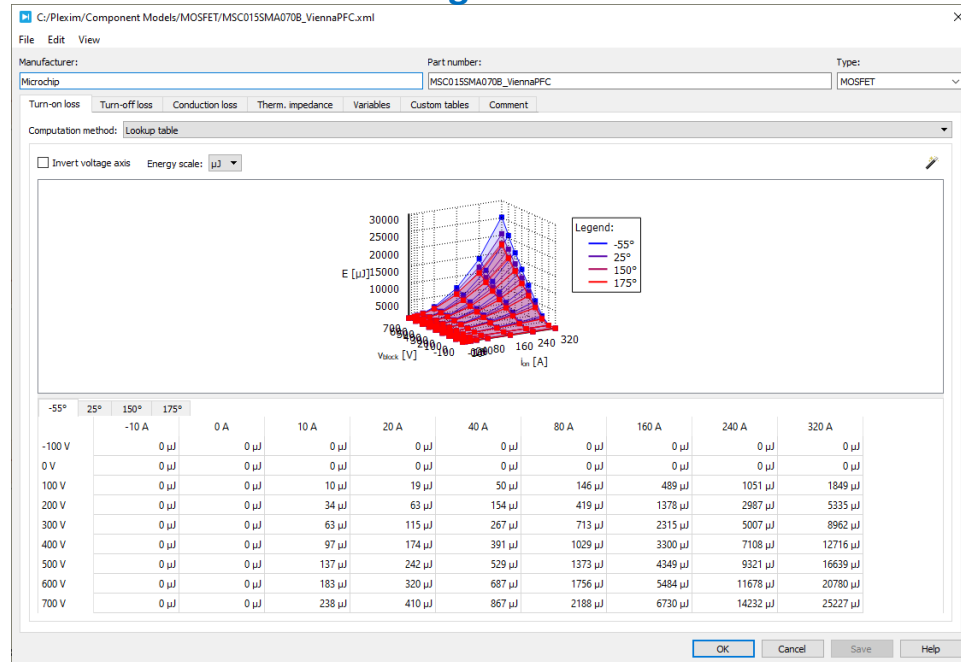 C:/Plexim/Component Models/MOSFET/MSC015SMA070B_ViennaPFC.xml
File Edit View
Manufacturer: Part number: Type:
Microchip MSC015SMA070B_ViennaPFC MOSFET
Turn-on loss Turn-off loss Conduction loss Therm. impedance Variables Custom tables Comment
Computation method: Lookup table
Invert voltage axis Energy scale: µJ
30000
25000
20000
E [µJ] 15000
10000
5000
Vblock [V] -100 80 160 240 320
ion [A]
Legend:
-55°
25°
150°
175°
-55° 25° 150° 175°
-10 A 0 A 10 A 20 A 40 A 80 A 160 A 240 A 320 A
-100 V 0 µJ 0 µJ 0 µJ 0 µJ 0 µJ 0 µJ 0 µJ 0 µJ 0 µJ
0 V 0 µJ 0 µJ 0 µJ 0 µJ 0 µJ 0 µJ 0 µJ 0 µJ 0 µJ
100 V 0 µJ 0 µJ 10 µJ 19 µJ 50 µJ 146 µJ 489 µJ 1051 µJ 1849 µJ
200 V 0 µJ 0 µJ 34 µJ 63 µJ 154 µJ 419 µJ 1378 µJ 2987 µJ 5335 µJ
300 V 0 µJ 0 µJ 63 µJ 115 µJ 267 µJ 713 µJ 2315 µJ 5007 µJ 8962 µJ
400 V 0 µJ 0 µJ 97 µJ 174 µJ 391 µJ 1029 µJ 3300 µJ 7108 µJ 12716 µJ
500 V 0 µJ 0 µJ 137 µJ 242 µJ 529 µJ 1373 µJ 4349 µJ 9321 µJ 16639 µJ
600 V 0 µJ 0 µJ 183 µJ 320 µJ 687 µJ 1756 µJ 5484 µJ 11678 µJ 20780 µJ
700 V 0 µJ 0 µJ 238 µJ 410 µJ 867 µJ 2188 µJ 6730 µJ 14232 µJ 25227 µJ
OK Cancel Save Help